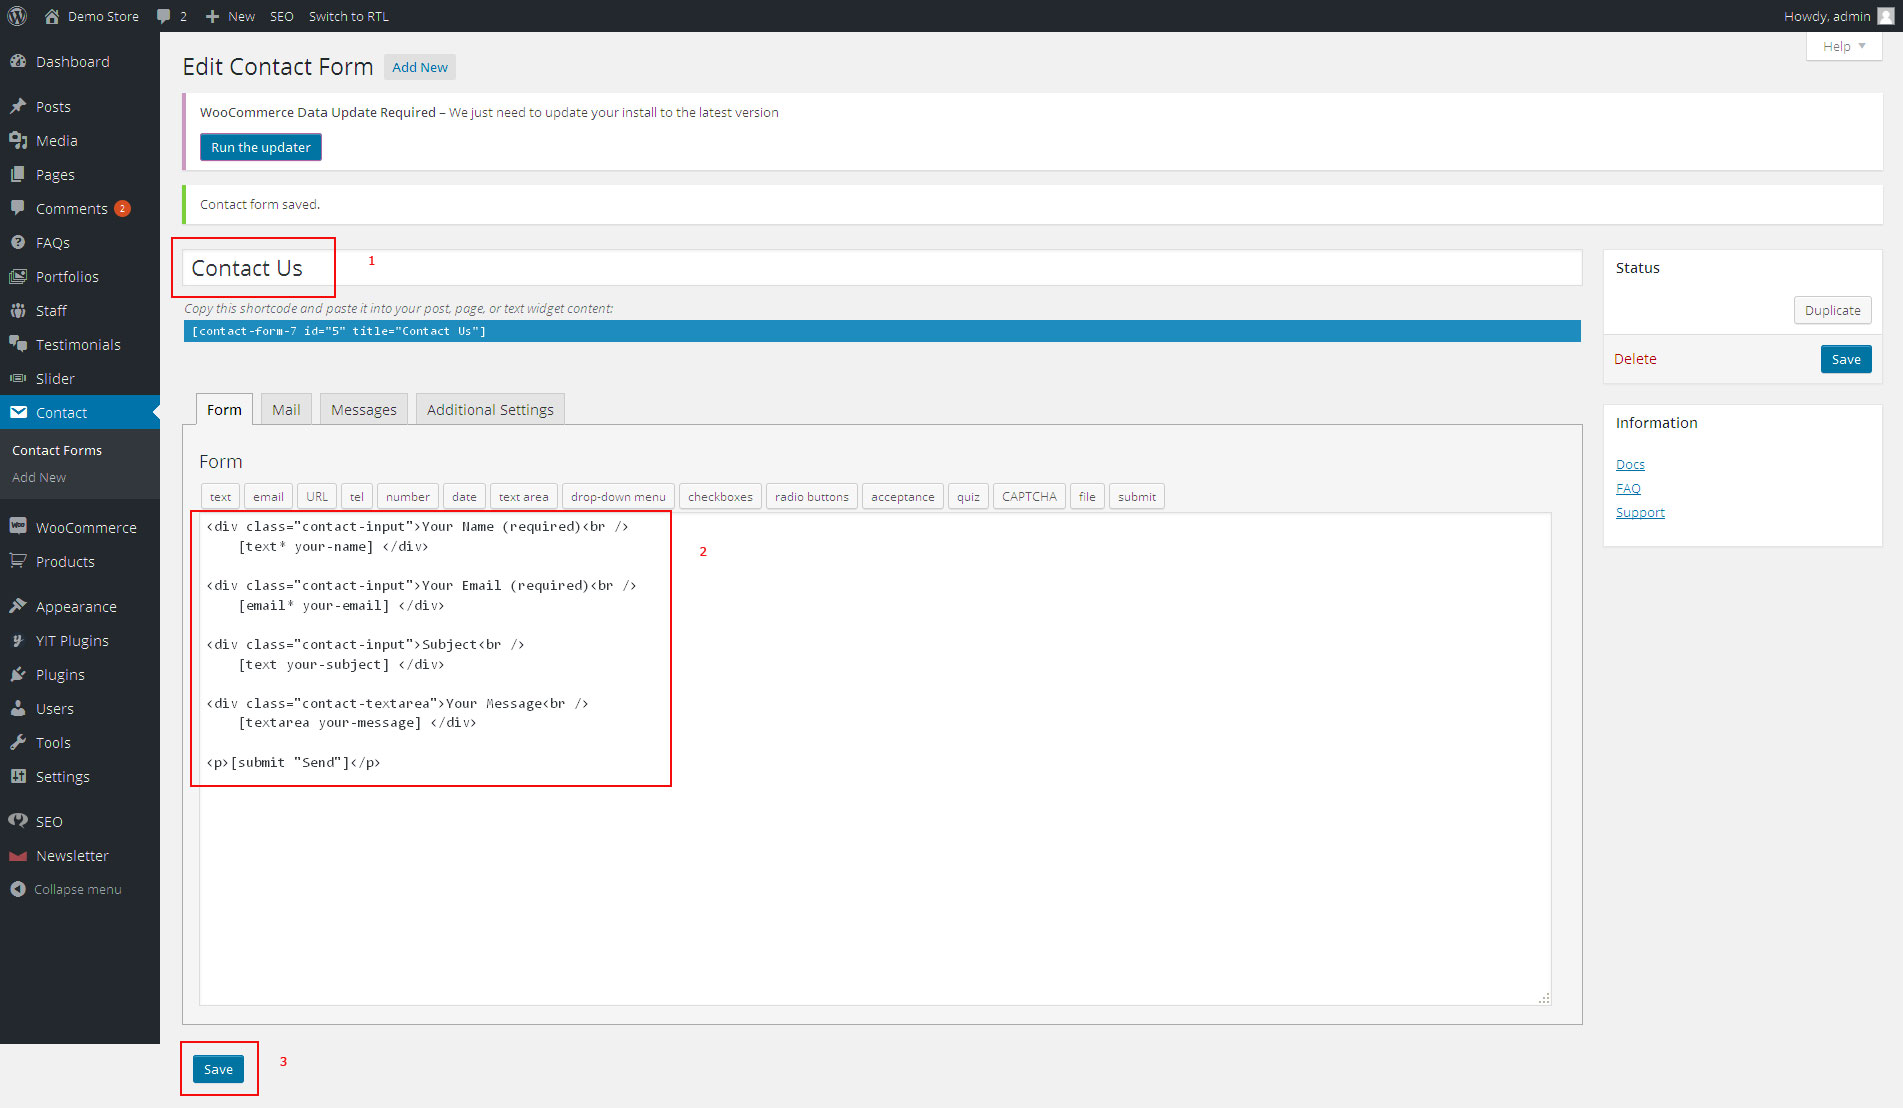 Demo Store 2 New SEO Switch to RTL Howdy, admin
Help
Dashboard
Posts
Media
Pages
Comments 2
FAQs
Portfolios
Staff
Testimonials
Slider
Contact
Contact Forms
Add New
Woo WooCommerce
Products
Appearance
YIT Plugins
Plugins
Users
Tools
Settings
SEO
Newsletter
Collapse menu
Edit Contact Form Add New
WooCommerce Data Update Required – We just need to update your install to the latest version
Run the updater
Contact form saved.
Contact Us 1
Copy this shortcode and paste it into your post, page, or text widget content:
[contact-form-7 id="5" title="Contact Us"]
Form Mail Messages Additional Settings
Form
text email URL tel number date text area drop-down menu checkboxes radio buttons acceptance quiz CAPTCHA file submit
<div class="contact-input">Your Name (required)<br />
[text* your-name] </div>
2
<div class="contact-input">Your Email (required)<br />
[email* your-email] </div>
<div class="contact-input">Subject<br />
[text your-subject] </div>
<div class="contact-textarea">Your Message<br />
[textarea your-message] </div>
<p>[submit "Send"]</p>
Save 3
Status
Duplicate
Delete Save
Information
Docs
FAQ
Support